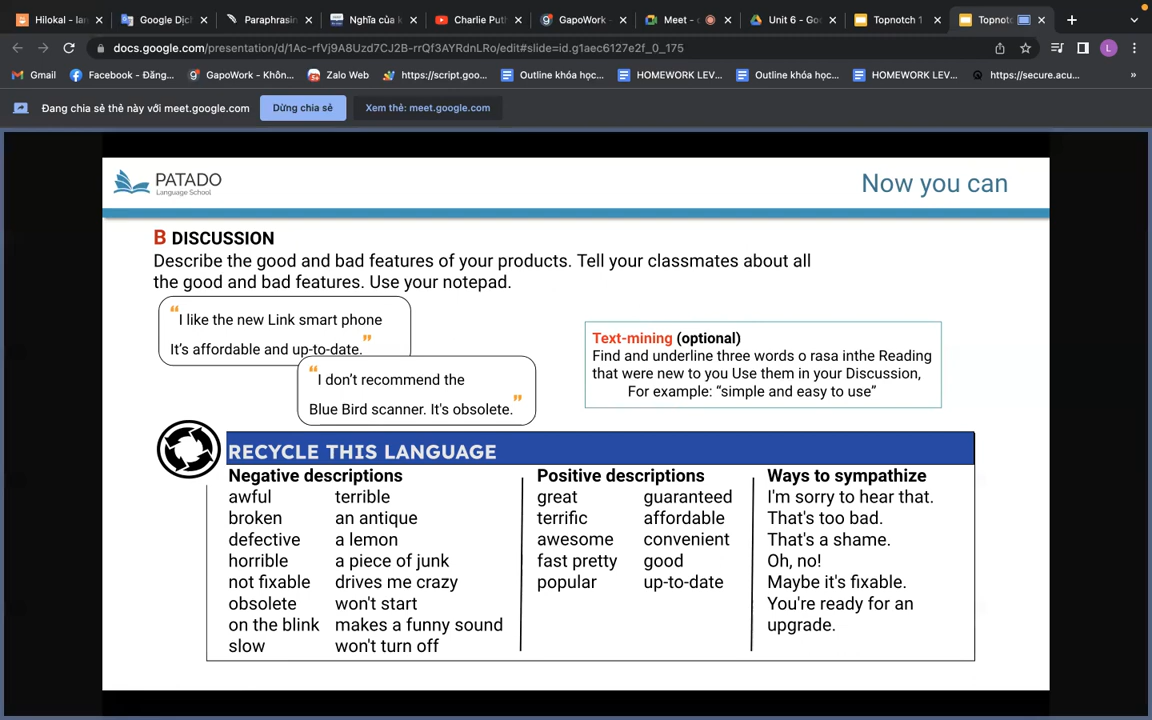 Hilokal - lan
Google Dịc
Paraphrasin
Nghĩa của k
Charlie Put
GapoWork -
Meet -
Unit 6 - Goo
Topnotch 1
Topnot
docs.google.com/presentation/d/1Ac-rfVj9A8Uzd7CJ2B-rrQf3AYRdnLRo/edit#slide=id.g1aec6127e2f_0_175
L
Gmail
Facebook - Đăng...
GapoWork - Khôn...
Zalo Web
https://script.goo...
Outline khóa học...
HOMEWORK LEV...
Outline khóa học...
HOMEWORK LEV...
https://secure.acu...
»
Đang chia sẻ thẻ này với meet.google.com
Dừng chia sẻ
Xem thẻ: meet.google.com
PATADO
Language School
Now you can
B DISCUSSION
Describe the good and bad features of your products. Tell your classmates about all
the good and bad features. Use your notepad.
"I like the new Link smart phone
It's affordable and up-to-date."
"I don't recommend the
Blue Bird scanner. It's obsolete."
Text-mining (optional)
Find and underline three words o rasa inthe Reading
that were new to you Use them in your Discussion,
For example: “simple and easy to use”
RECYCLE THIS LANGUAGE
Negative descriptions
awful terrible
broken an antique
defective a lemon
horrible a piece of junk
not fixable drives me crazy
obsolete won't start
on the blink makes a funny sound
slow won't turn off
Positive descriptions
great guaranteed
terrific affordable
awesome convenient
fast pretty good
popular up-to-date
Ways to sympathize
I'm sorry to hear that.
That's too bad.
That's a shame.
Oh, no!
Maybe it's fixable.
You're ready for an
upgrade.